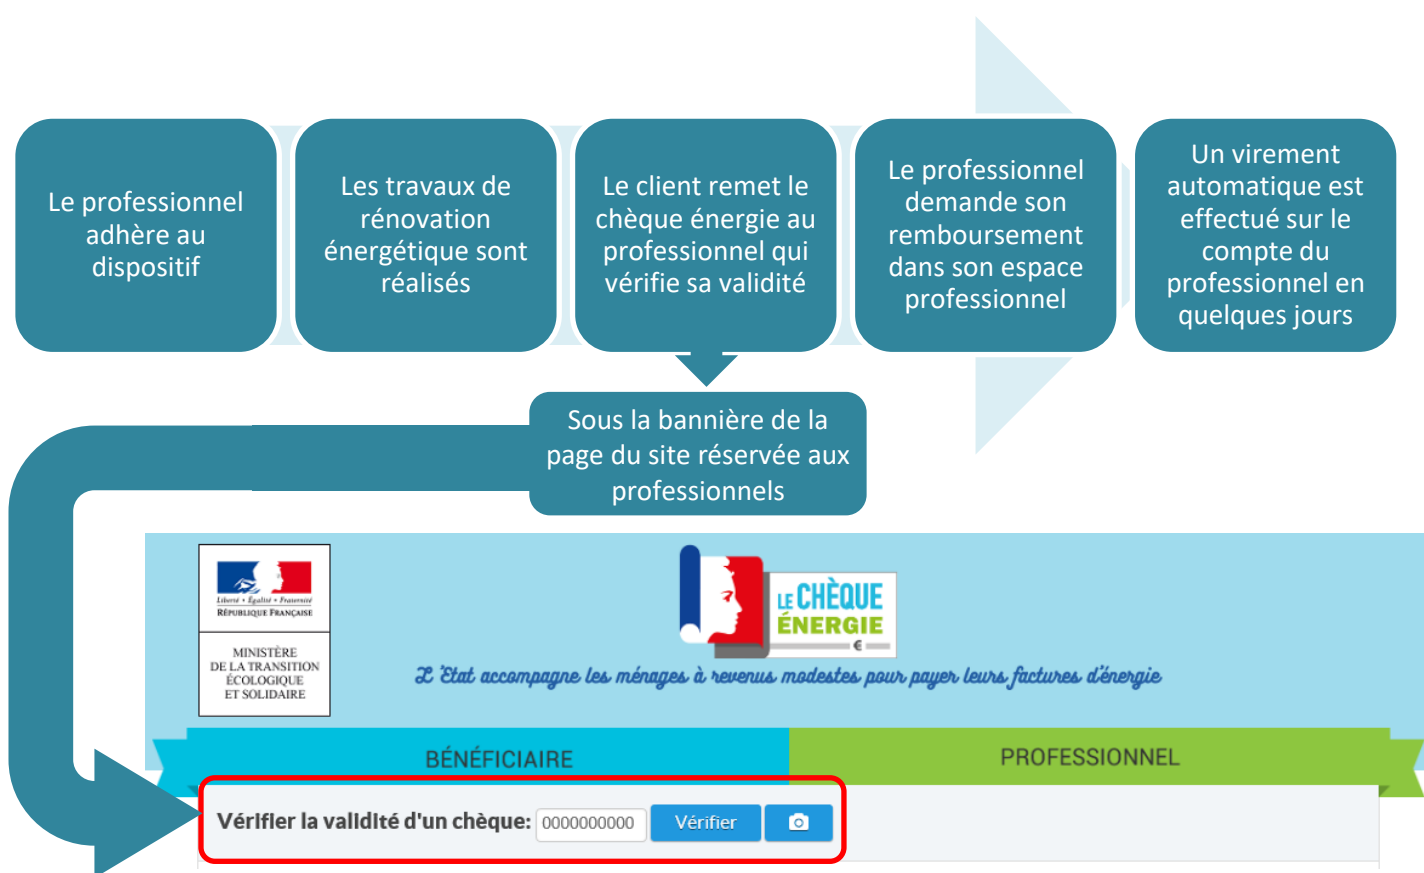 Le professionnel
adhère au
dispositif
Les travaux de
rénovation
énergétique sont
réalisés
Le client remet le
chèque énergie au
professionnel qui
vérifie sa validité
Le professionnel
demande son
remboursement
dans son espace
professionnel
Un virement
automatique est
effectué sur le
compte du
professionnel en
quelques jours
Sous la bannière de la
page du site réservée aux
professionnels
Liberté • Égalité • Fraternité
RÉPUBLIQUE FRANÇAISE
MINISTÈRE
DE LA TRANSITION
ÉCOLOGIQUE
ET SOLIDAIRE
LE CHÈQUE
ÉNERGIE
€
L'Etat accompagne les ménages à revenus modestes pour payer leurs factures d'énergie
BÉNÉFICIAIRE
PROFESSIONNEL
Vérifier la validité d'un chèque: 0000000000 Vérifier